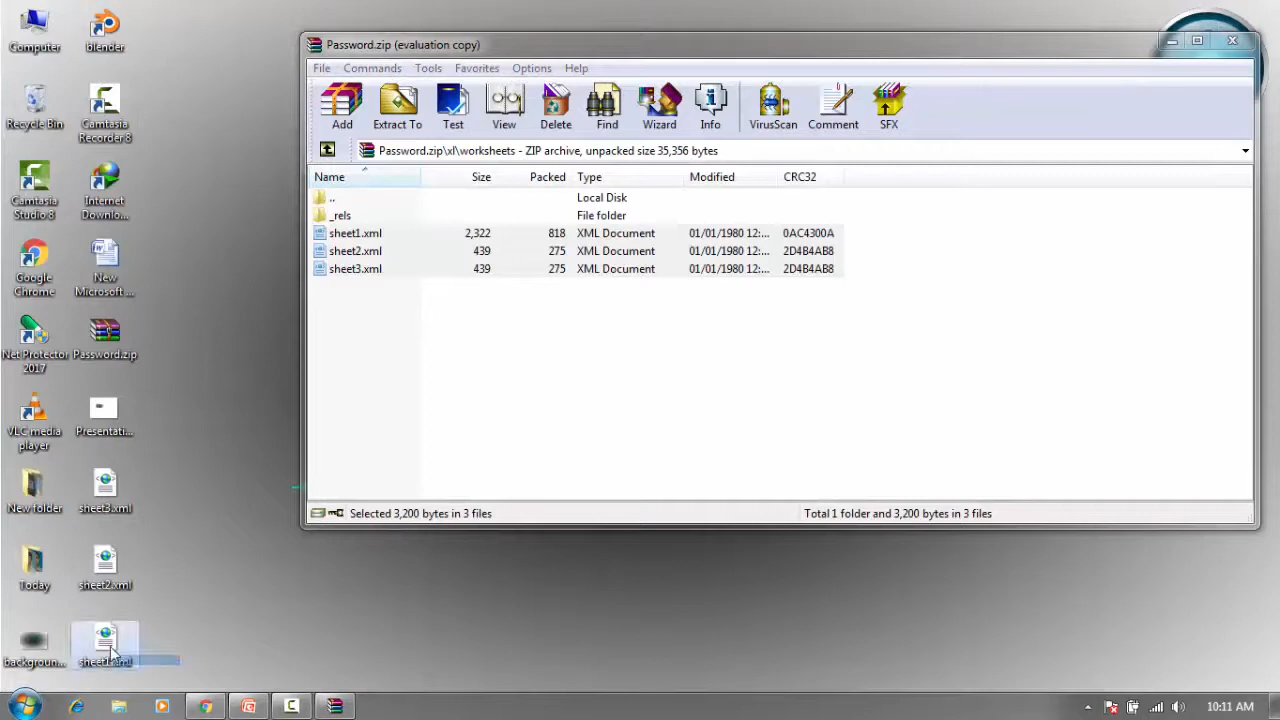 Computer
blender
Recycle Bin
Camtasia
Recorder 8
Camtasia
Studio 8
Internet
Downlo...
Google
Chrome
New
Microsoft ...
Net Protector
2017
Password.zip
VLC media
player
Presentati...
New folder
sheet3.xml
Today
sheet2.xml
backgroun...
Password.zip (evaluation copy)
File Commands Tools Favorites Options Help
Add Extract To Test View Delete Find Wizard Info VirusScan Comment SFX
Password.zip\xl\worksheets - ZIP archive, unpacked size 35,356 bytes
Name Size Packed Type Modified CRC32
.. Local Disk
_rels File folder
sheet1.xml 2,322 818 XML Document 01/01/1980 12:... 0AC4300A
sheet2.xml 439 275 XML Document 01/01/1980 12:... 2D4B4AB8
sheet3.xml 439 275 XML Document 01/01/1980 12:... 2D4B4AB8
Selected 3,200 bytes in 3 files Total 1 folder and 3,200 bytes in 3 files
10:11 AM